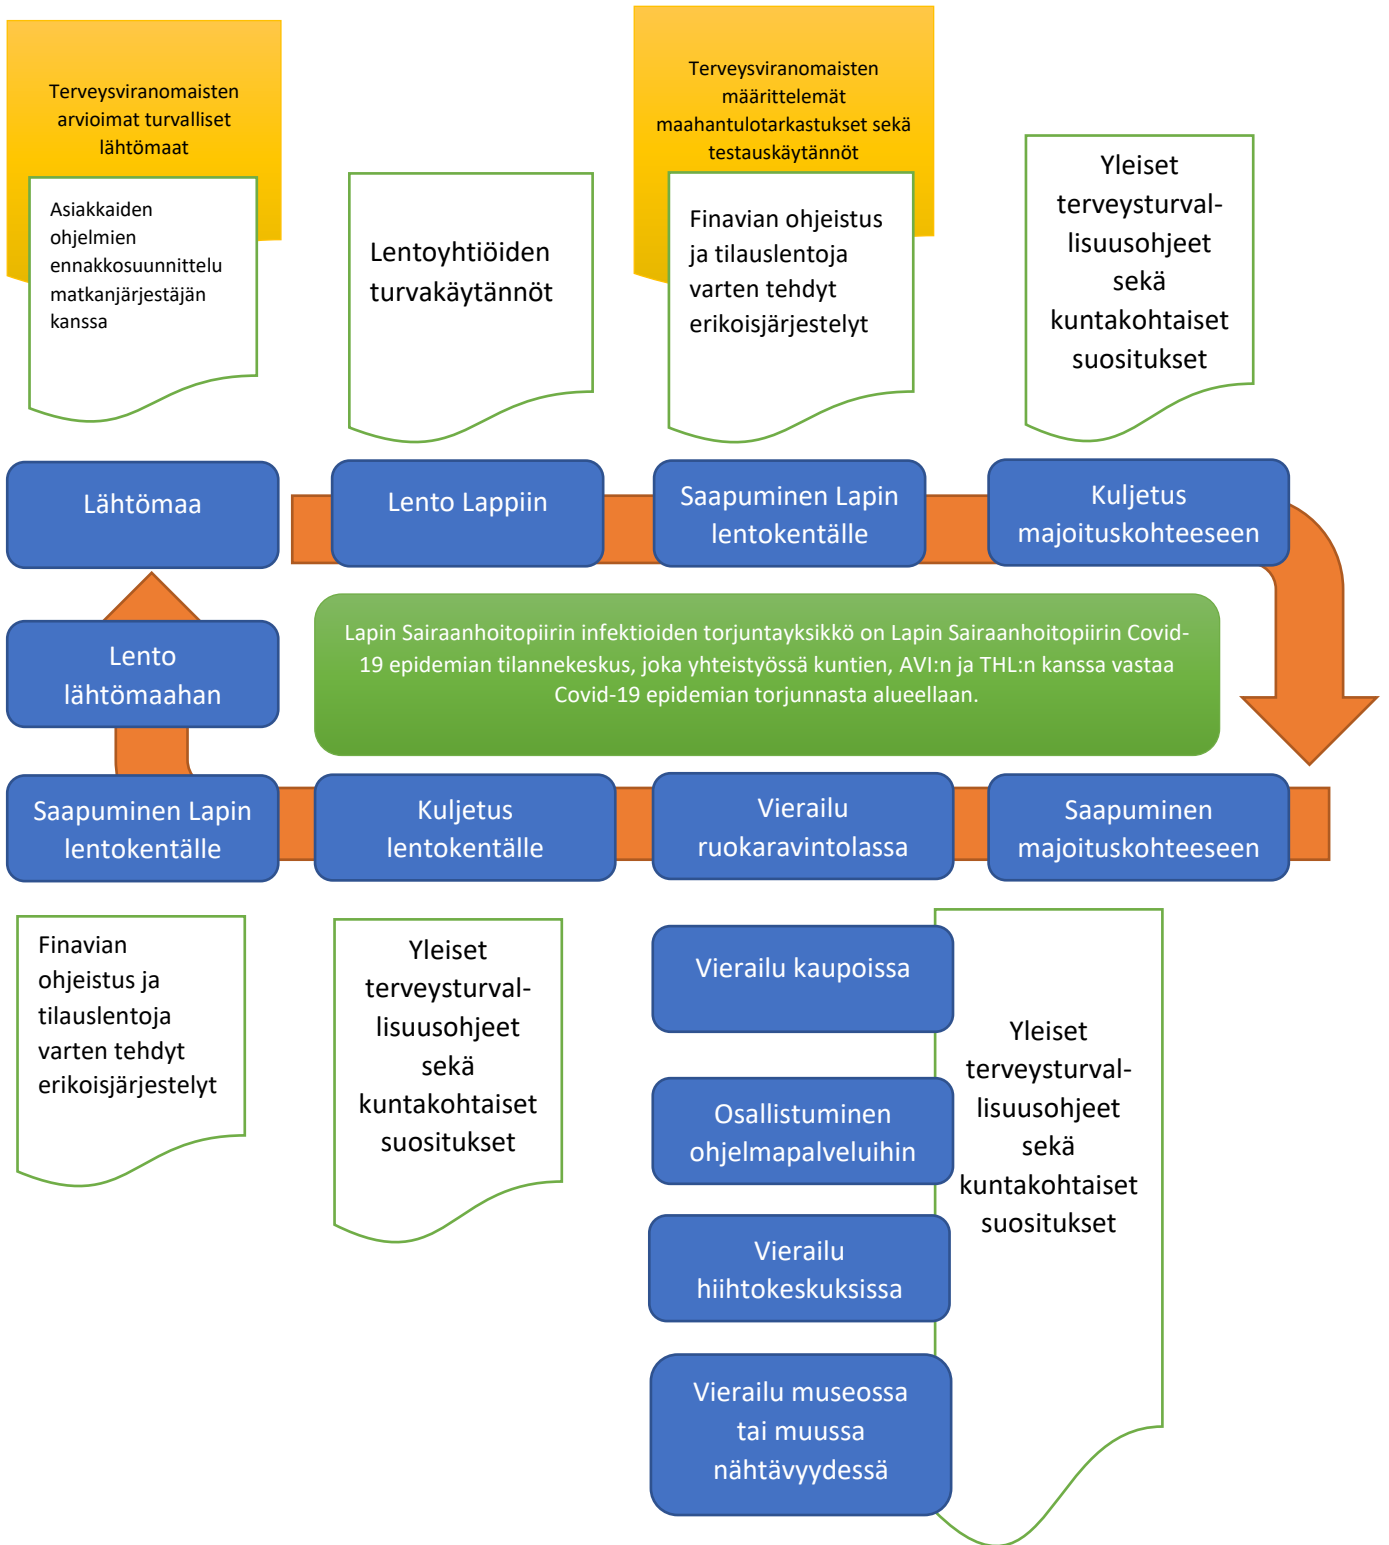 Terveysviranomaisten
arvioimat turvalliset
lähtömaat
Asiakkaiden
ohjelmien
ennakkosuunnittelu
matkanjärjestäjän
kanssa
Lentoyhtiöiden
turvakäytännöt
Terveysviranomaisten
määrittelemät
maahantulotarkastukset sekä
testauskäytännöt
Finavian ohjeistus
ja tilauslentoja
varten tehdyt
erikoisjärjestelyt
Yleiset
terveysturval-
lisuusohjeet
sekä
kuntakohtaiset
suositukset
Lähtömaa
Lento Lappiin
Saapuminen Lapin
lentokentälle
Kuljetus
majoituskohteeseen
Lento
lähtömaahan
Lapin Sairaanhoitopiirin infektioiden torjuntayksikkö on Lapin Sairaanhoitopiirin Covid-
19 epidemian tilannekeskus, joka yhteistyössä kuntien, AVI:n ja THL:n kanssa vastaa
Covid-19 epidemian torjunnasta alueellaan.
Saapuminen Lapin
lentokentälle
Kuljetus
lentokentälle
Vierailu
ruokaravintolassa
Saapuminen
majoituskohteeseen
Finavian
ohjeistus ja
tilauslentoja
varten tehdyt
erikoisjärjestelyt
Yleiset
terveysturval-
lisuusohjeet
sekä
kuntakohtaiset
suositukset
Vierailu kaupoissa
Osallistuminen
ohjelmapalveluihin
Vierailu
hiihtokeskuksissa
Vierailu museossa
tai muussa
nähtävyydessä
Yleiset
terveysturval-
lisuusohjeet
sekä
kuntakohtaiset
suositukset